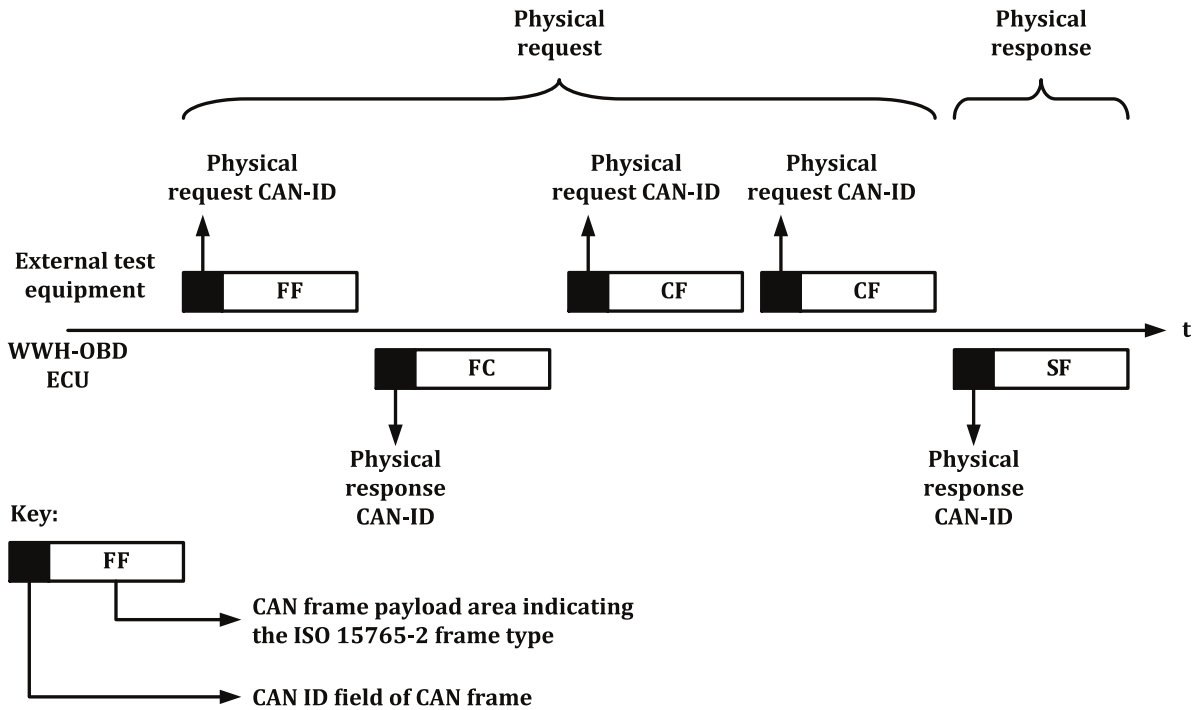 Physical
request
Physical
response
Physical
request CAN-ID
Physical
request CAN-ID
Physical
request CAN-ID
External test
equipment
FF
CF
CF
t
WWH-OBD
ECU
FC
SF
Physical
response
CAN-ID
Physical
response
CAN-ID
Key:
FF
CAN frame payload area indicating
the ISO 15765-2 frame type
CAN ID field of CAN frame